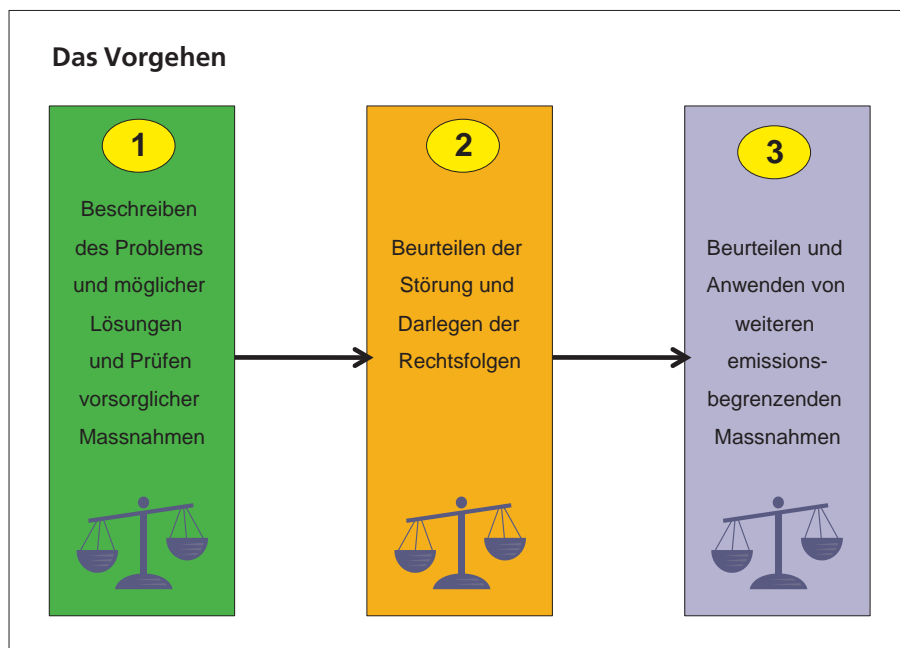 Das Vorgehen
1
Beschreiben
des Problems
und möglicher
Lösungen
und Prüfen
vorsorglicher
Massnahmen
2
Beurteilen der
Störung und
Darlegen der
Rechtsfolgen
3
Beurteilen und
Anwenden von
weiteren
emissions-
begrenzenden
Massnahmen